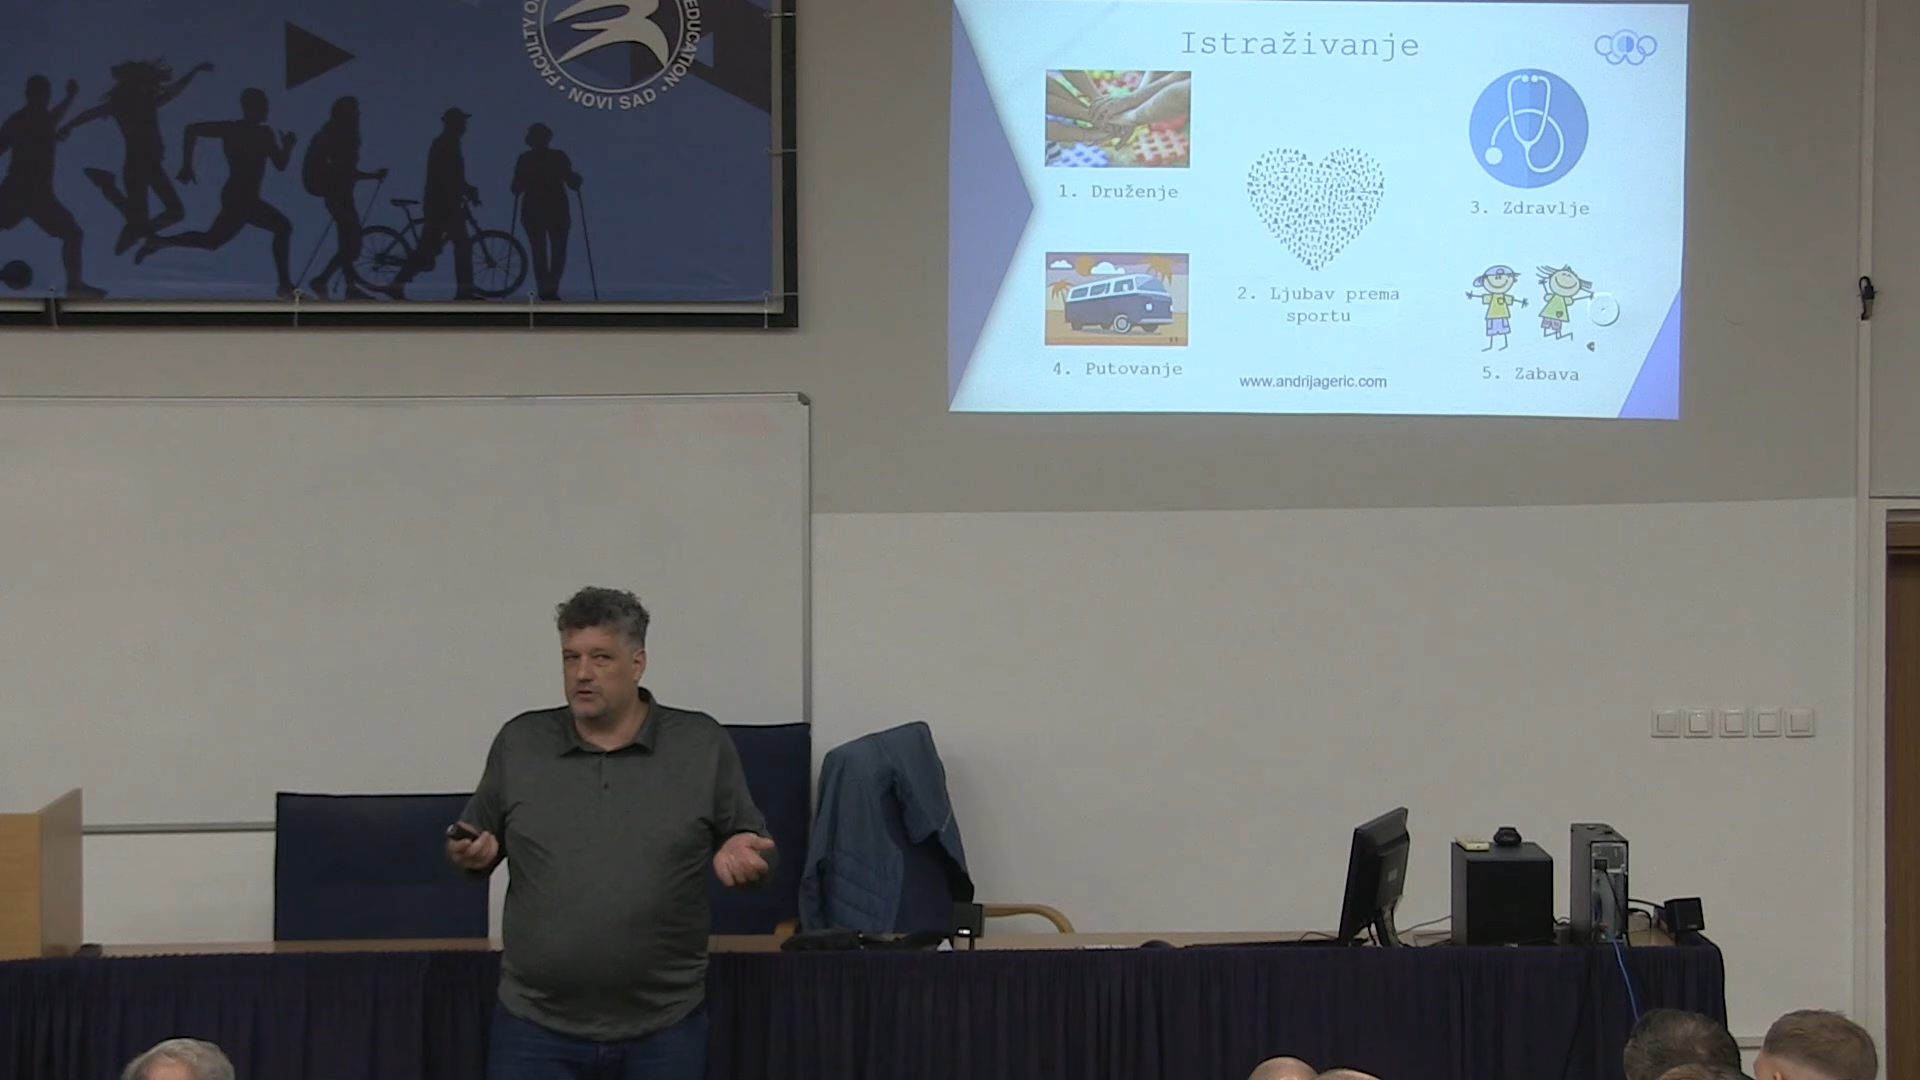 FACULTY O
EDUCATION
• NOVI SAD •
Istraživanje
1. Druženje
2. Ljubav prema
sportu
3. Zdravlje
4. Putovanje
www.andrijageric.com
5. Zabava